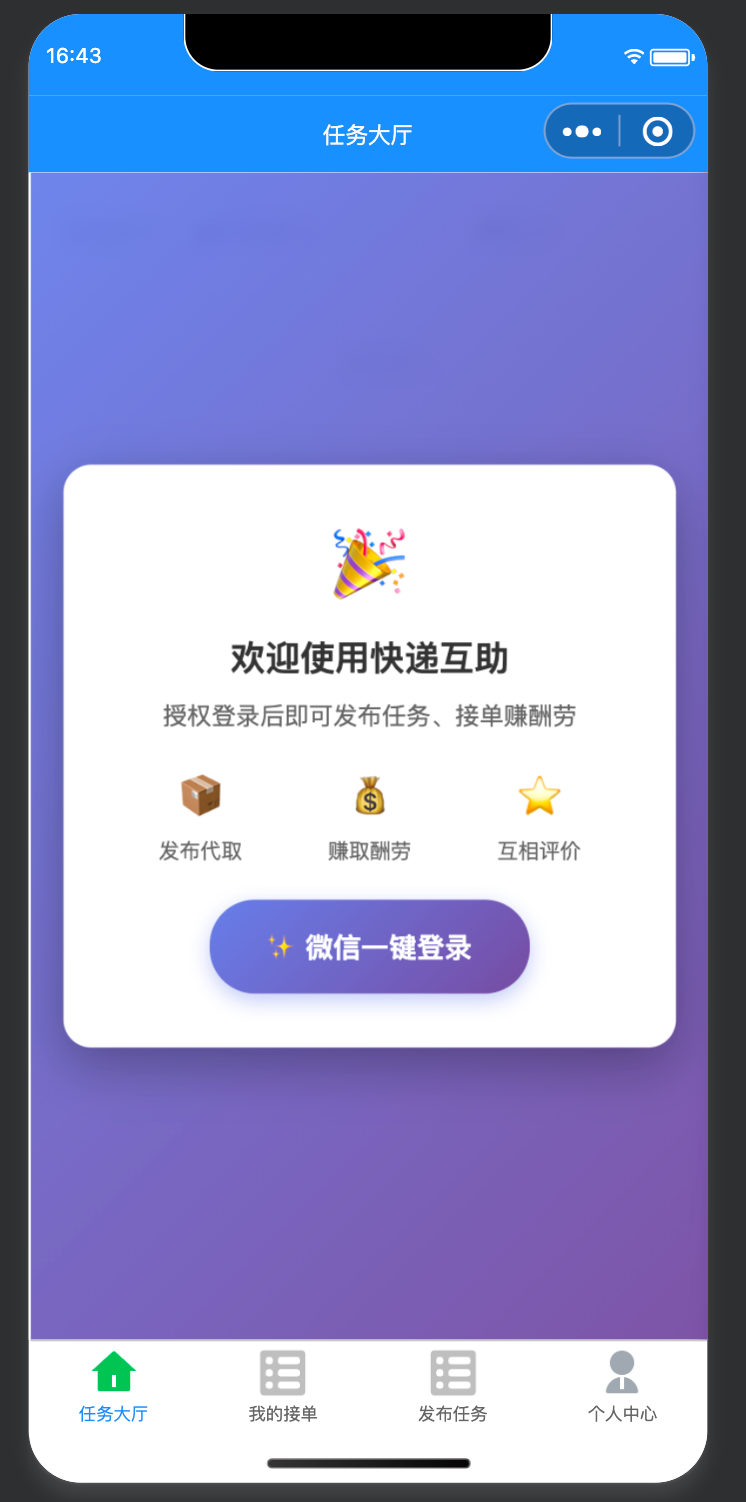 16:43
任务大厅
欢迎使用快递互助
授权登录后即可发布任务、接单赚酬劳
发布代取 赚取酬劳 互相评价
✨ 微信一键登录
任务大厅 我的接单 发布任务 个人中心